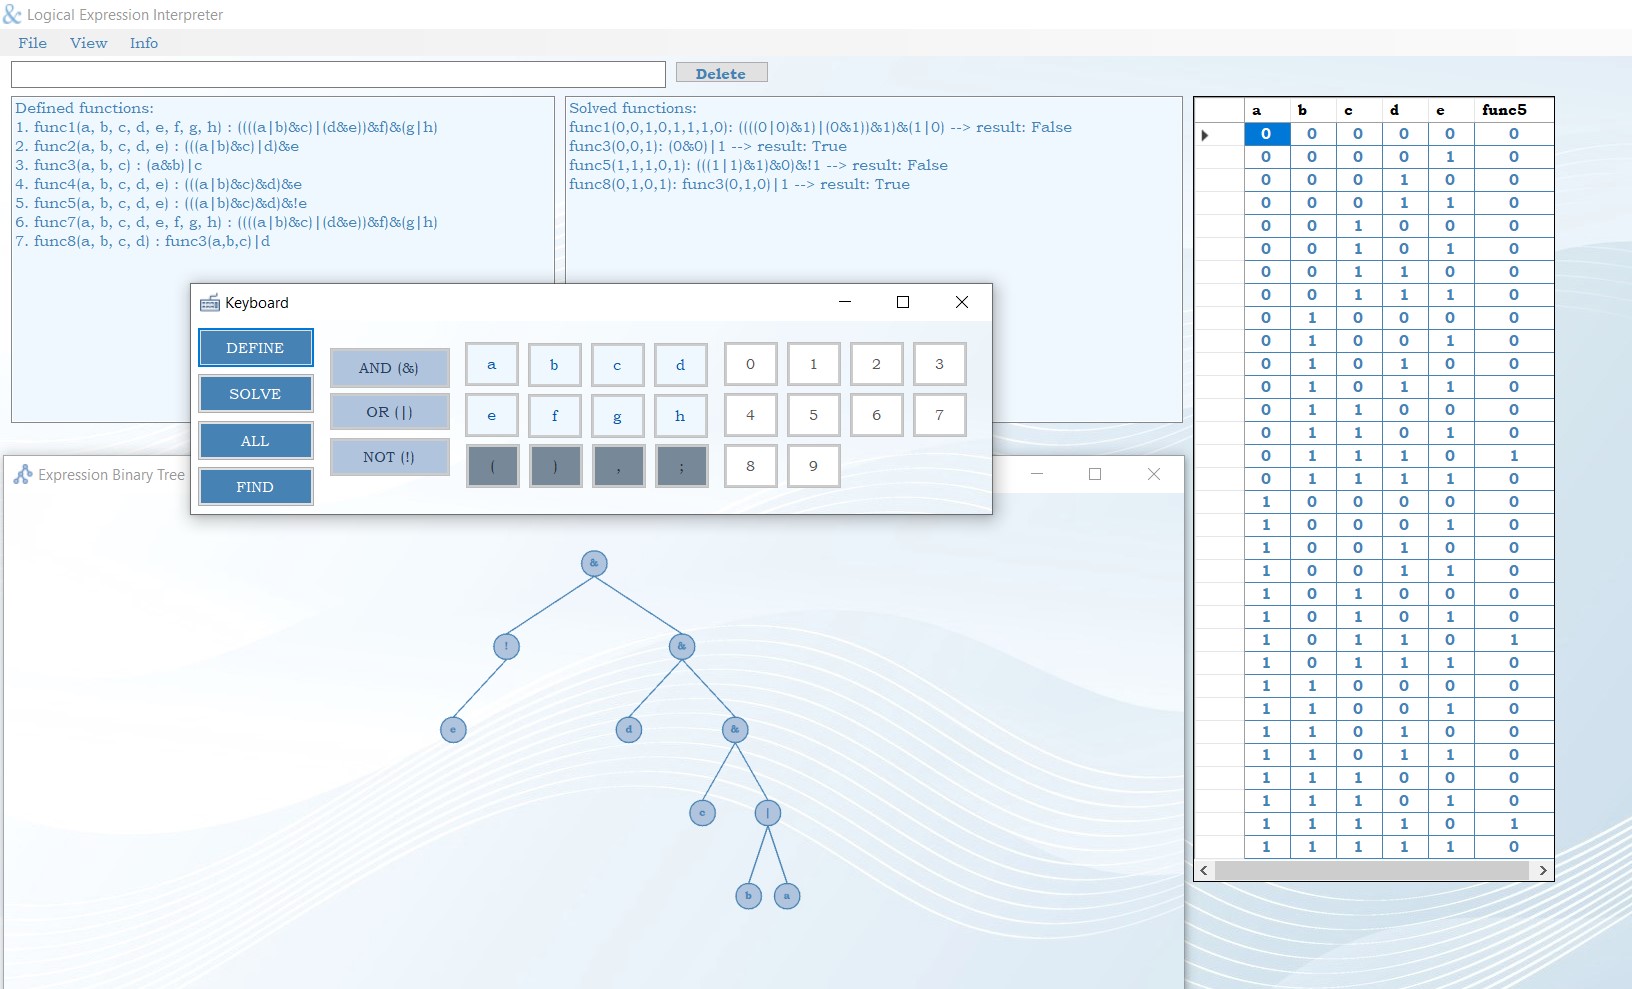 Logical Expression Interpreter
File View Info
Delete
Defined functions:
1. func1(a, b, c, d, e, f, g, h) : ((((a|b)&c)|(d&e))&f)&(g|h)
2. func2(a, b, c, d, e) : (((a|b)&c)|d)&e
3. func3(a, b, c) : (a&b)|c
4. func4(a, b, c, d, e) : (((a|b)&c)&d)&e
5. func5(a, b, c, d, e) : (((a|b)&c)&d)&!e
6. func7(a, b, c, d, e, f, g, h) : ((((a|b)&c)|(d&e))&f)&(g|h)
7. func8(a, b, c, d) : func3(a,b,c)|d
Solved functions:
func1(0,0,1,0,1,1,1,0): ((((0|0)&1)|(0&1))&1)&(1|0) --> result: False
func3(0,0,1): (0&0)|1 --> result: True
func5(1,1,1,0,1): (((1|1)&1)&0)&!1 --> result: False
func8(0,1,0,1): func3(0,1,0)|1 --> result: True
Keyboard
DEFINE
SOLVE
ALL
FIND
AND (&)
OR (|)
NOT (!)
a b c d
e f g h
( ) , ;
0 1 2 3
4 5 6 7
8 9
Expression Binary Tree
&
! &
e d &
c |
b a
a b c d e func5
0 0 0 0 0 0
0 0 0 0 1 0
0 0 0 1 0 0
0 0 0 1 1 0
0 0 1 0 0 0
0 0 1 0 1 0
0 0 1 1 0 0
0 0 1 1 1 0
0 1 0 0 0 0
0 1 0 0 1 0
0 1 0 1 0 0
0 1 0 1 1 0
0 1 1 0 0 0
0 1 1 0 1 0
0 1 1 1 0 1
0 1 1 1 1 0
1 0 0 0 0 0
1 0 0 0 1 0
1 0 0 1 0 0
1 0 0 1 1 0
1 0 1 0 0 0
1 0 1 0 1 0
1 0 1 1 0 1
1 0 1 1 1 0
1 1 0 0 0 0
1 1 0 0 1 0
1 1 0 1 0 0
1 1 0 1 1 0
1 1 1 0 0 0
1 1 1 0 1 0
1 1 1 1 0 1
1 1 1 1 1 0